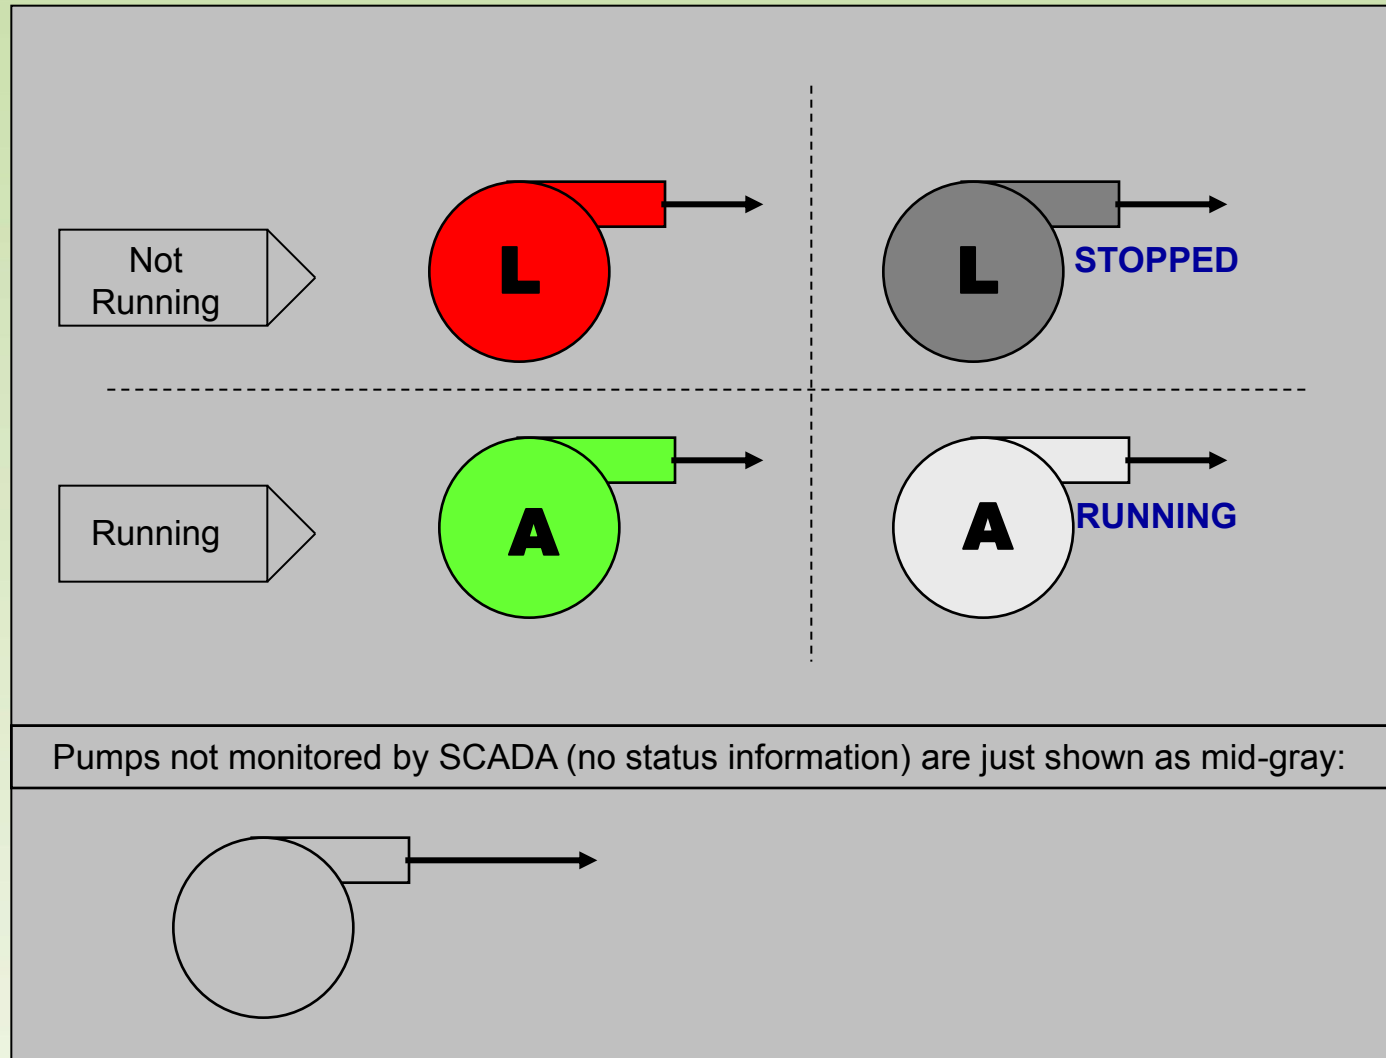 Not
Running
L
L
STOPPED
Running
A
A
RUNNING
Pumps not monitored by SCADA (no status information) are just shown as mid-gray: